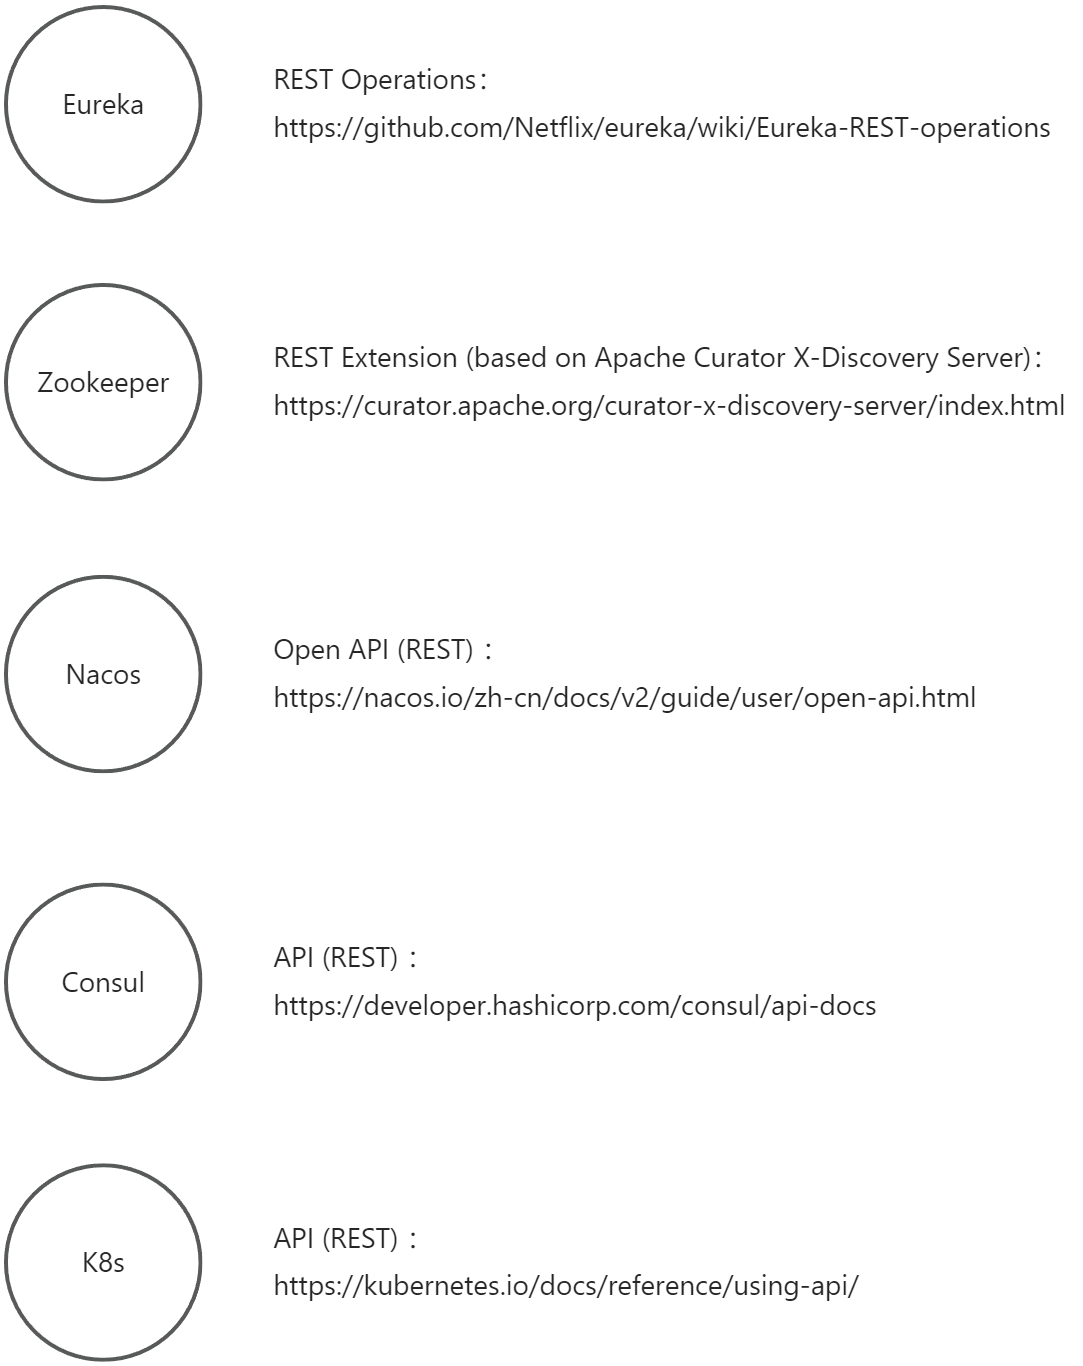 Eureka
REST Operations：
https://github.com/Netflix/eureka/wiki/Eureka-REST-operations
Zookeeper
REST Extension (based on Apache Curator X-Discovery Server)：
https://curator.apache.org/curator-x-discovery-server/index.html
Nacos
Open API (REST) ：
https://nacos.io/zh-cn/docs/v2/guide/user/open-api.html
Consul
API (REST) ：
https://developer.hashicorp.com/consul/api-docs
K8s
API (REST) ：
https://kubernetes.io/docs/reference/using-api/